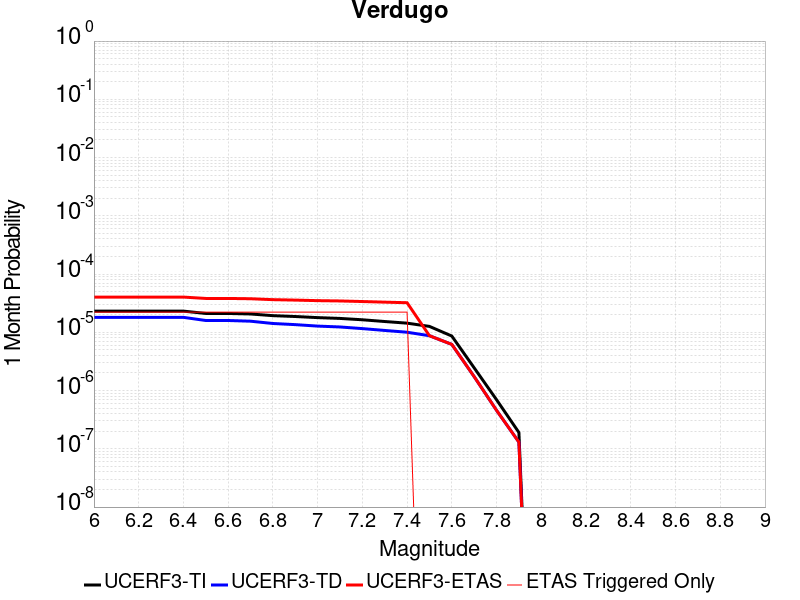 Verdugo
10^0
10^-1
10^-2
10^-3
10^-4
10^-5
10^-6
10^-7
10^-8
1 Month Probability
6 6.2 6.4 6.6 6.8 7 7.2 7.4 7.6 7.8 8 8.2 8.4 8.6 8.8 9
Magnitude
UCERF3-TI UCERF3-TD UCERF3-ETAS ETAS Triggered Only